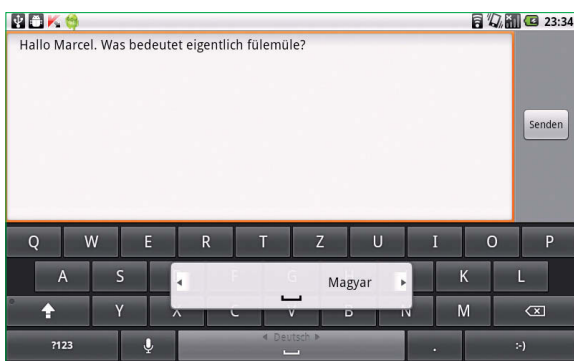 23:34
Hallo Marcel. Was bedeutet eigentlich fülemüle?
Senden
Q W E R T Z U I O P
A S F G Magyar K L
Y X C V B N M
?123 Deutsch . :-)